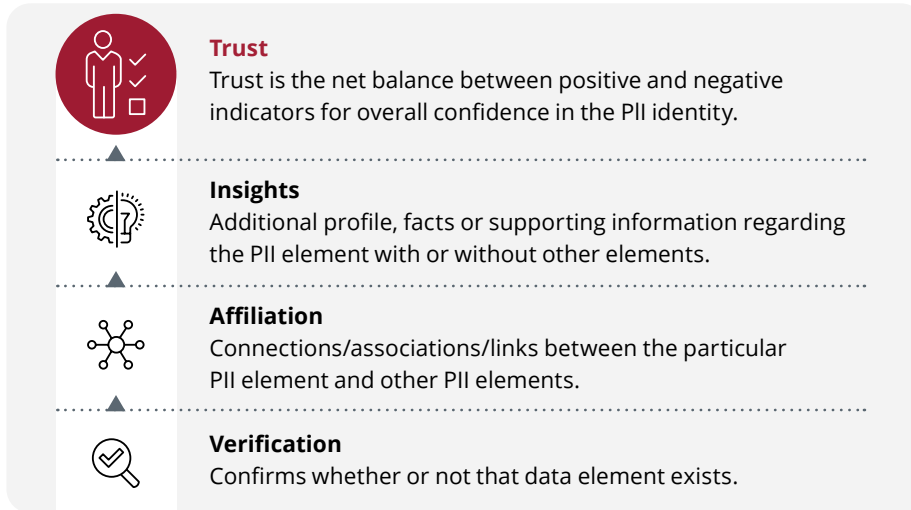 Trust
Trust is the net balance between positive and negative
indicators for overall confidence in the PlI identity.
Insights
Additional profile, facts or supporting information regarding
the PII element with or without other elements.
Affiliation
Connections/associations/links between the particular
PII element and other PII elements.
Verification
Confirms whether or not that data element exists.